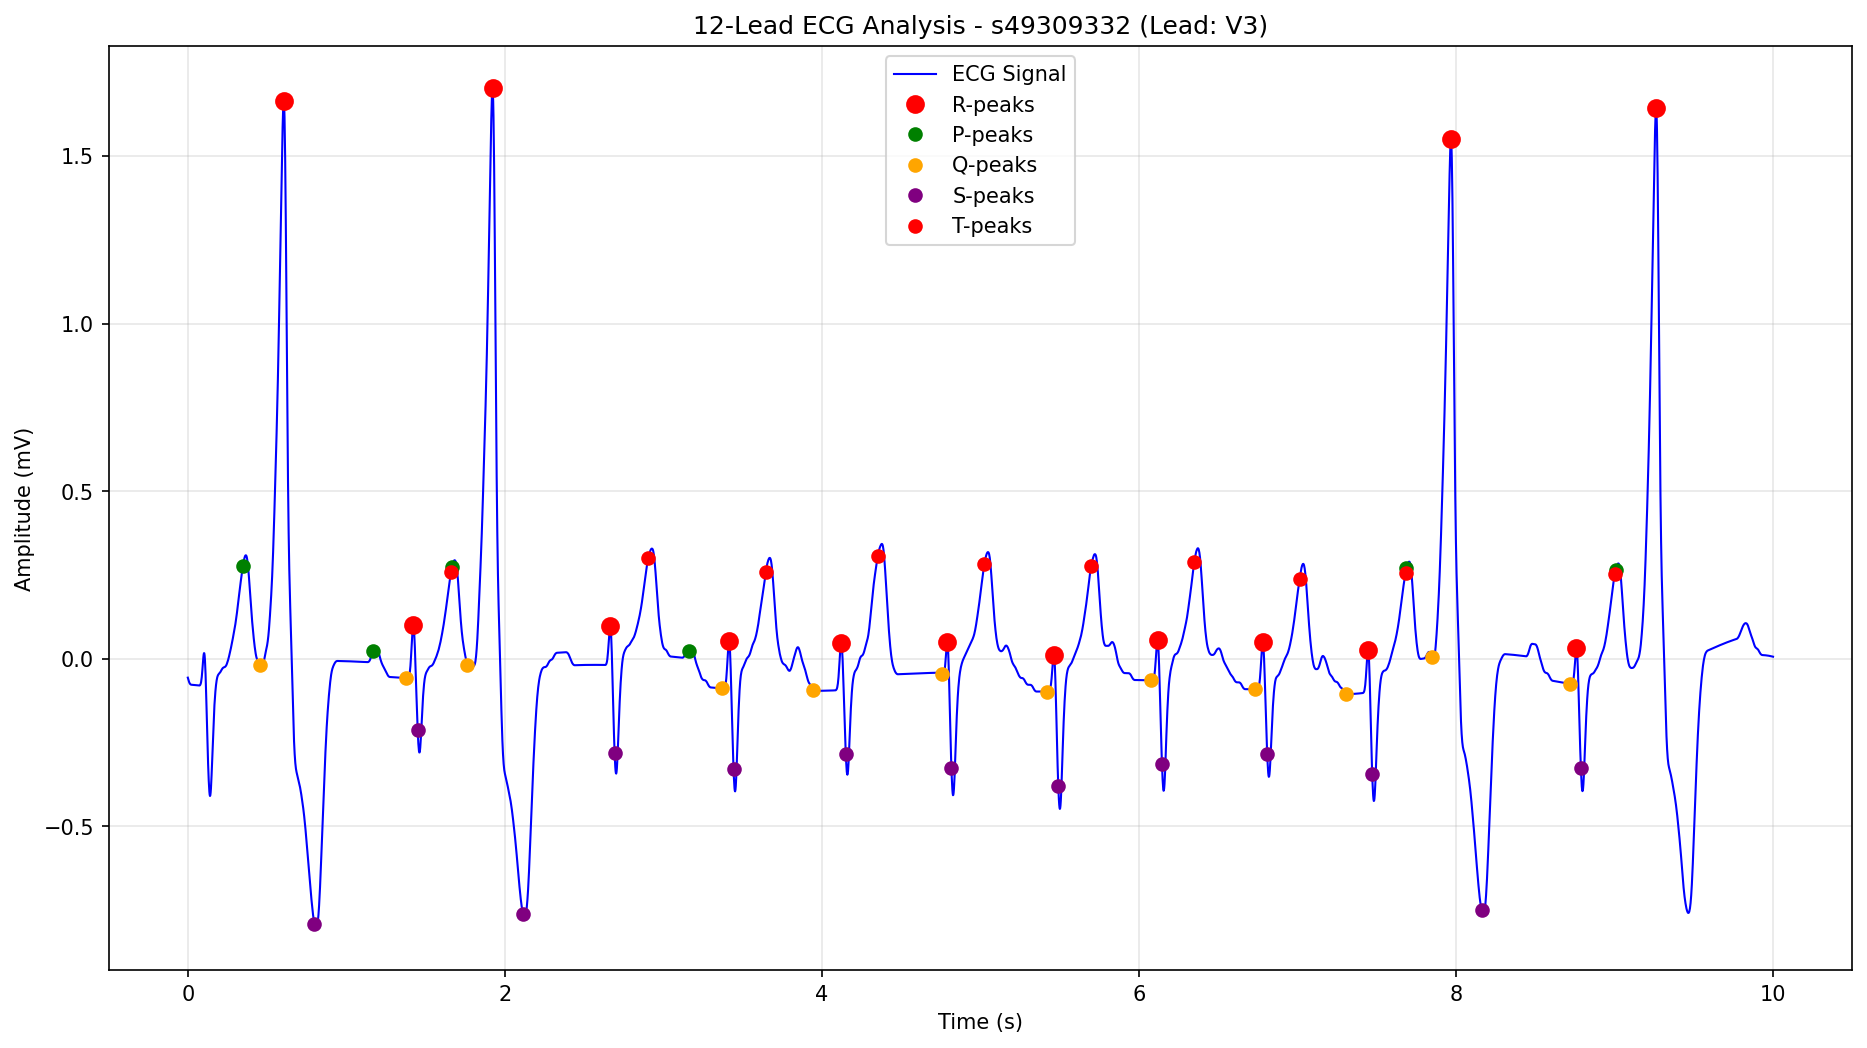 12-Lead ECG Analysis - s49309332 (Lead: V3)
ECG Signal
R-peaks
P-peaks
Q-peaks
S-peaks
T-peaks
Amplitude (mV)
1.5
1.0
0.5
0.0
−0.5
0 2 4 6 8 10
Time (s)